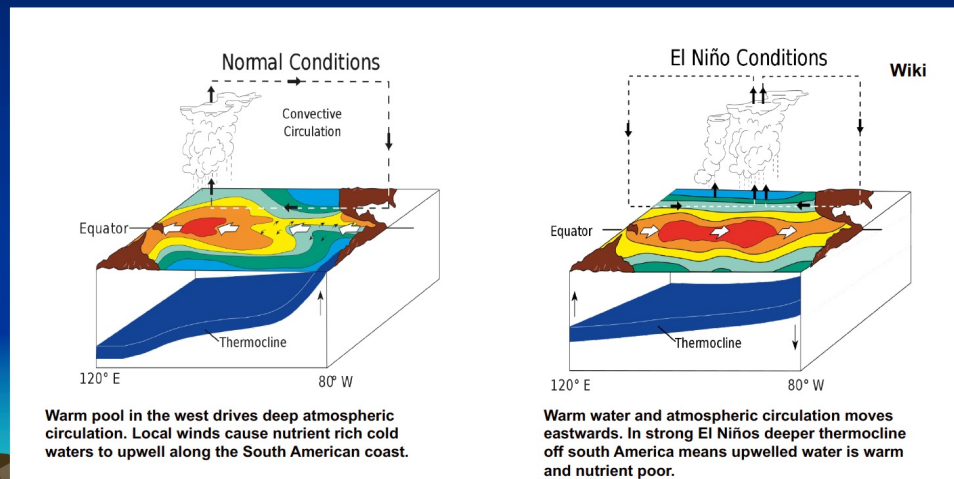 Normal Conditions
Convective
Circulation
Equator
Thermocline
120° E
80° W
Warm pool in the west drives deep atmospheric
circulation. Local winds cause nutrient rich cold
waters to upwell along the South American coast.
El Niño Conditions
Wiki
Equator
Thermocline
120° E
80° W
Warm water and atmospheric circulation moves
eastwards. In strong El Niños deeper thermocline
off south America means upwelled water is warm
and nutrient poor.